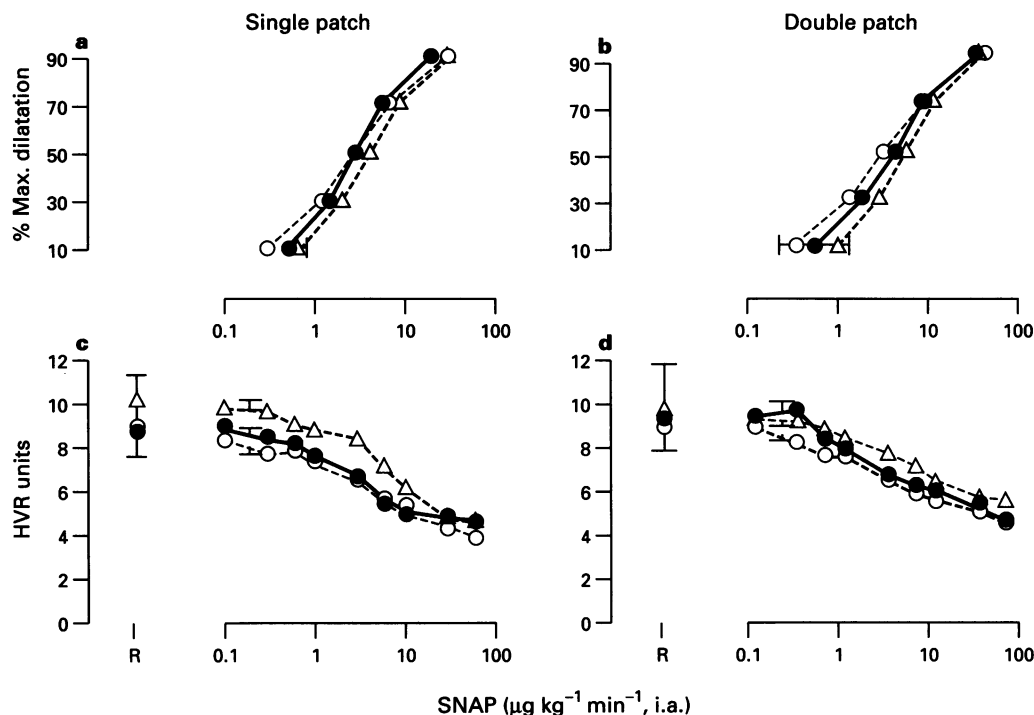 Single patch
Double patch
a
b
90
70
50
30
10
90
70
50
30
10
% Max. dilatation
0.1 1 10 100
0.1 1 10 100
c
d
12
10
8
6
4
2
0
12
10
8
6
4
2
0
HVR units
R
0.1 1 10 100
R
0.1 1 10 100
SNAP (μg kg⁻¹ min⁻¹, i.a.)